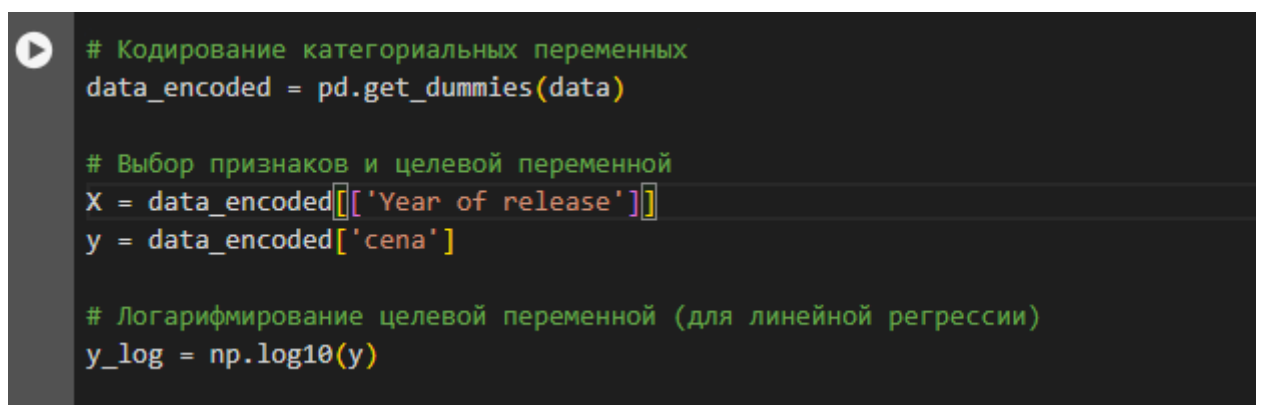 # Кодирование категориальных переменных
data_encoded = pd.get_dummies(data)
# Выбор признаков и целевой переменной
X = data_encoded[['Year of release']]
y = data_encoded['cena']
# Логарифмирование целевой переменной (для линейной регрессии)
y_log = np.log10(y)